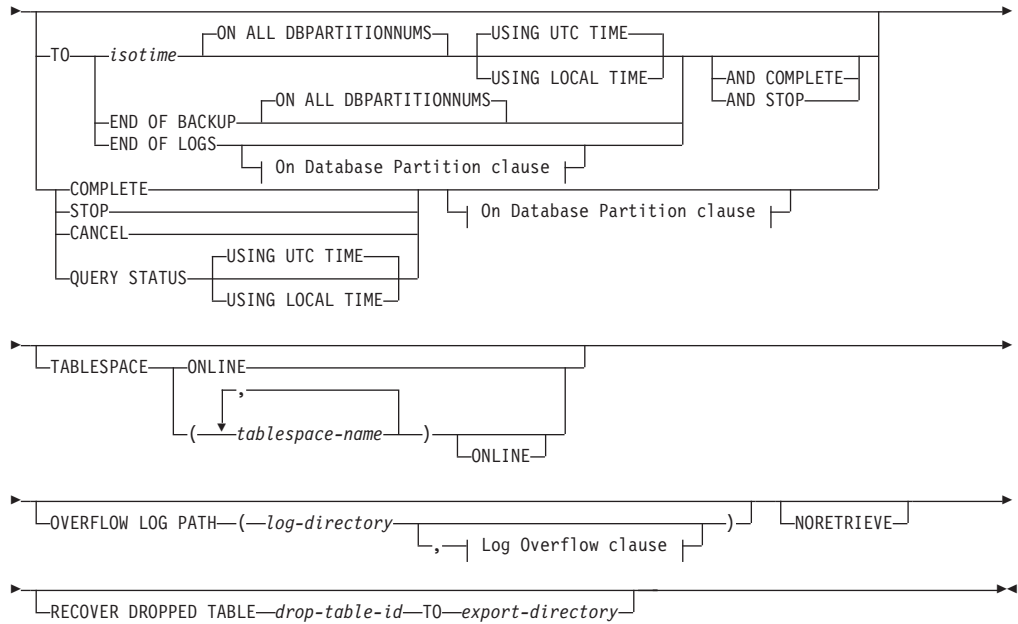 ON ALL DBPARTITIONNUMS USING UTC TIME
TO isotime
USING LOCAL TIME AND COMPLETE
ON ALL DBPARTITIONNUMS AND STOP
END OF BACKUP
END OF LOGS
On Database Partition clause
COMPLETE
STOP On Database Partition clause
CANCEL
USING UTC TIME
QUERY STATUS
USING LOCAL TIME
TABLESPACE ONLINE
,
( tablespace-name )
ONLINE
OVERFLOW LOG PATH ( log-directory ) NORETRIEVE
, Log Overflow clause
RECOVER DROPPED TABLE drop-table-id TO export-directory